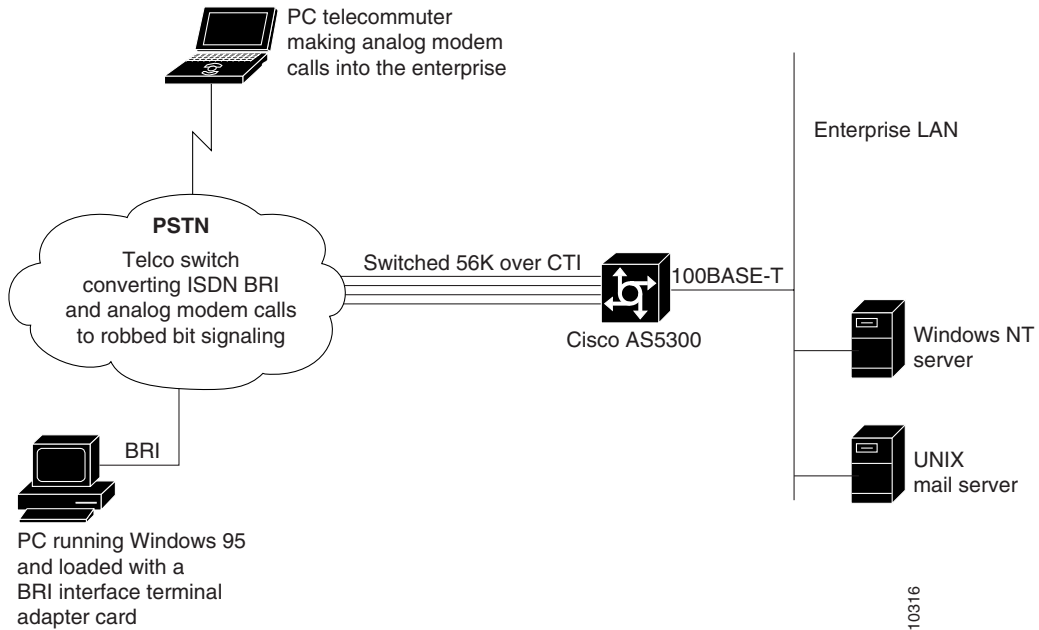 PC telecommuter
making analog modem
calls into the enterprise
Enterprise LAN
PSTN
Telco switch
converting ISDN BRI
and analog modem calls
to robbed bit signaling
Switched 56K over CTI
100BASE-T
Cisco AS5300
Windows NT
server
BRI
UNIX
mail server
PC running Windows 95
and loaded with a
BRI interface terminal
adapter card
10316